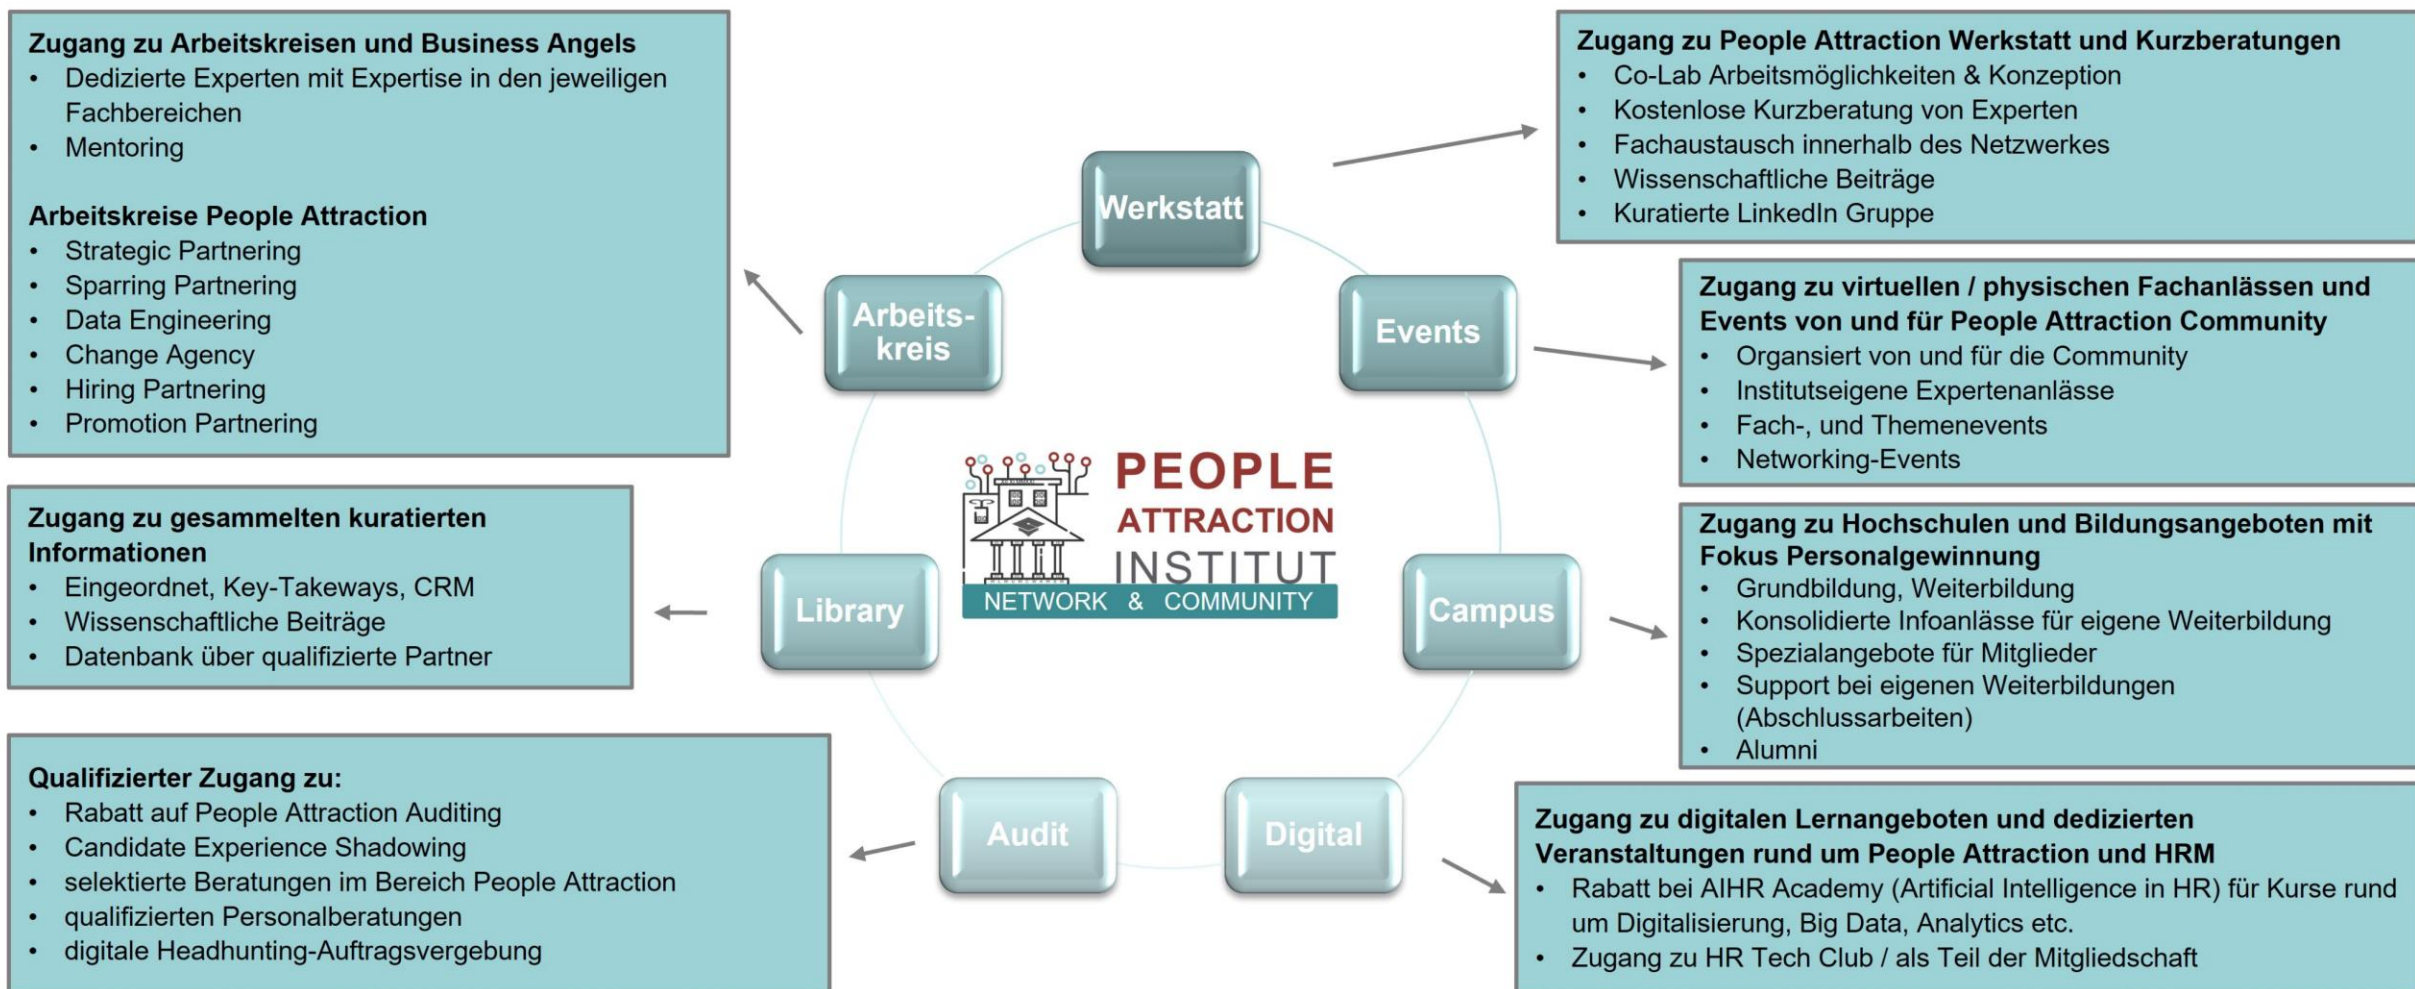 Zugang zu Arbeitskreisen und Business Angels
• Dedizierte Experten mit Expertise in den jeweiligen
Fachbereichen
• Mentoring
Arbeitskreise People Attraction
• Strategic Partnering
• Sparring Partnering
• Data Engineering
• Change Agency
• Hiring Partnering
• Promotion Partnering
Zugang zu gesammelten kuratierten
Informationen
• Eingeordnet, Key-Takeways, CRM
• Wissenschaftliche Beiträge
• Datenbank über qualifizierte Partner
Qualifizierter Zugang zu:
• Rabatt auf People Attraction Auditing
• Candidate Experience Shadowing
• selektierte Beratungen im Bereich People Attraction
• qualifizierten Personalberatungen
• digitale Headhunting-Auftragsvergebung
Werkstatt
Arbeits-
kreis
Events
PEOPLE
ATTRACTION
INSTITUT
NETWORK & COMMUNITY
Library
Campus
Audit
Digital
Zugang zu People Attraction Werkstatt und Kurzberatungen
• Co-Lab Arbeitsmöglichkeiten & Konzeption
• Kostenlose Kurzberatung von Experten
• Fachaustausch innerhalb des Netzwerkes
• Wissenschaftliche Beiträge
• Kuratierte LinkedIn Gruppe
Zugang zu virtuellen / physischen Fachanlässen und
Events von und für People Attraction Community
• Organsiert von und für die Community
• Institutseigene Expertenanlässe
• Fach-, und Themenevents
• Networking-Events
Zugang zu Hochschulen und Bildungsangeboten mit
Fokus Personalgewinnung
• Grundbildung, Weiterbildung
• Konsolidierte Infoanlässe für eigene Weiterbildung
• Spezialangebote für Mitglieder
• Support bei eigenen Weiterbildungen
(Abschlussarbeiten)
• Alumni
Zugang zu digitalen Lernangeboten und dedizierten
Veranstaltungen rund um People Attraction und HRM
• Rabatt bei AIHR Academy (Artificial Intelligence in HR) für Kurse rund
um Digitalisierung, Big Data, Analytics etc.
• Zugang zu HR Tech Club / als Teil der Mitgliedschaft